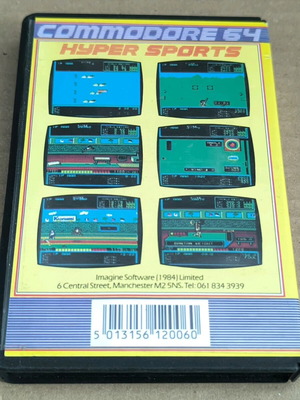 COMMODORE 64
HYPER SPORTS
Konami
Imagine Software (1984) Limited
6 Central Street, Manchester M2 5NS. Tel: 061 834 3939
5 013156 120060